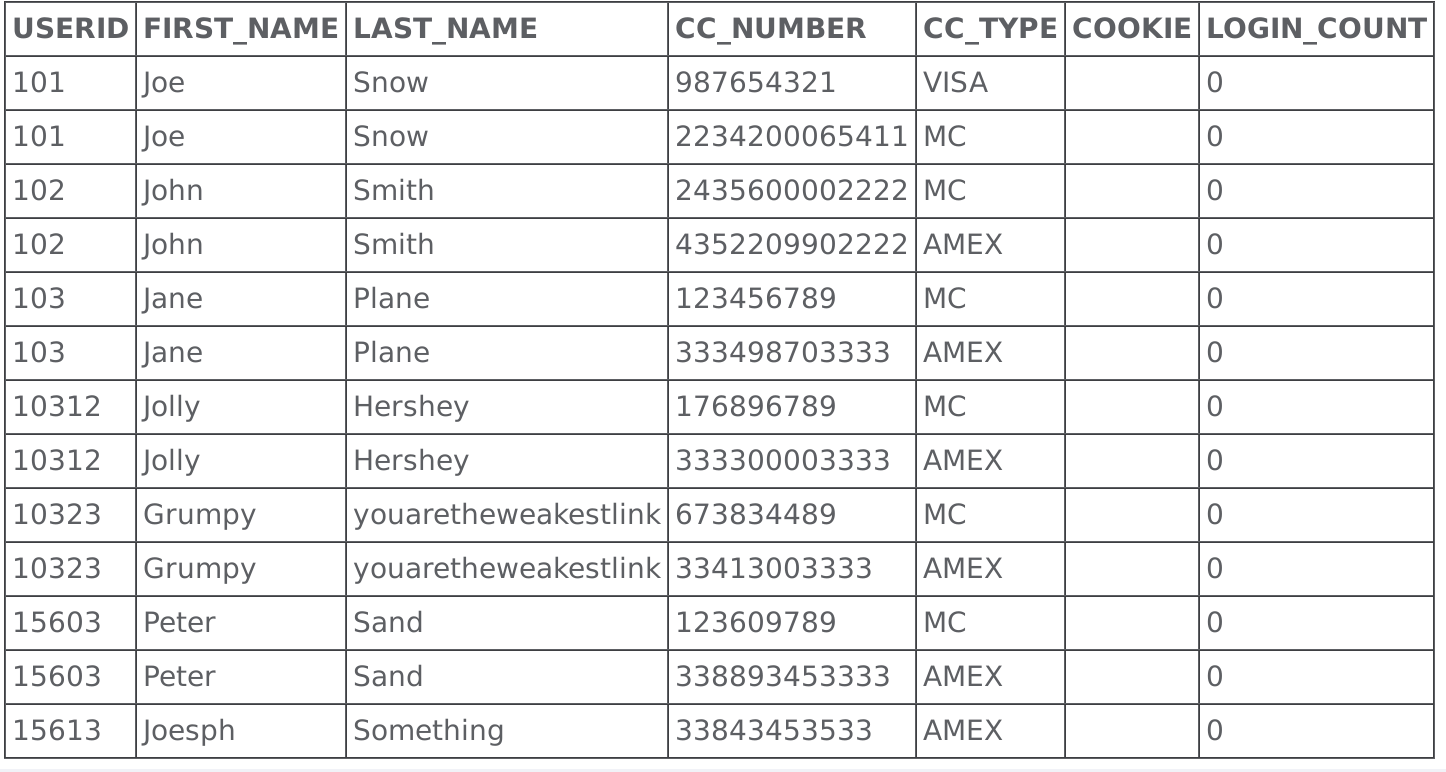 USERID FIRST_NAME LAST_NAME CC_NUMBER CC_TYPE COOKIE LOGIN_COUNT
101 Joe Snow 987654321 VISA 0
101 Joe Snow 2234200065411 MC 0
102 John Smith 2435600002222 MC 0
102 John Smith 4352209902222 AMEX 0
103 Jane Plane 123456789 MC 0
103 Jane Plane 333498703333 AMEX 0
10312 Jolly Hershey 176896789 MC 0
10312 Jolly Hershey 333300003333 AMEX 0
10323 Grumpy youaretheweakestlink 673834489 MC 0
10323 Grumpy youaretheweakestlink 33413003333 AMEX 0
15603 Peter Sand 123609789 MC 0
15603 Peter Sand 338893453333 AMEX 0
15613 Joesph Something 33843453533 AMEX 0